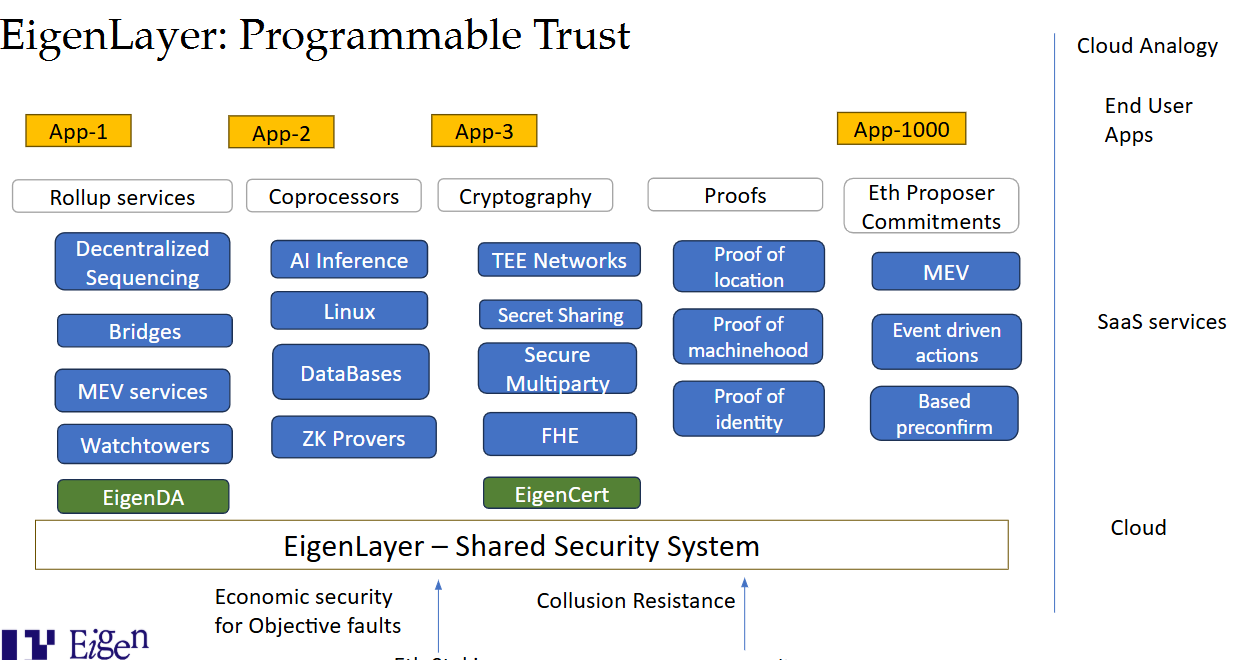 EigenLayer: Programmable Trust
Cloud Analogy
End User
Apps
App-1
App-2
App-3
App-1000
Rollup services
Coprocessors
Cryptography
Proofs
Eth Proposer
Commitments
Decentralized
Sequencing
Bridges
MEV services
Watchtowers
EigenDA
AI Inference
Linux
DataBases
ZK Provers
TEE Networks
Secret Sharing
Secure
Multiparty
FHE
EigenCert
Proof of
location
Proof of
machinehood
Proof of
identity
MEV
Event driven
actions
Based
preconfirm
SaaS services
EigenLayer – Shared Security System
Cloud
Economic security
for Objective faults
Collusion Resistance
Eigen